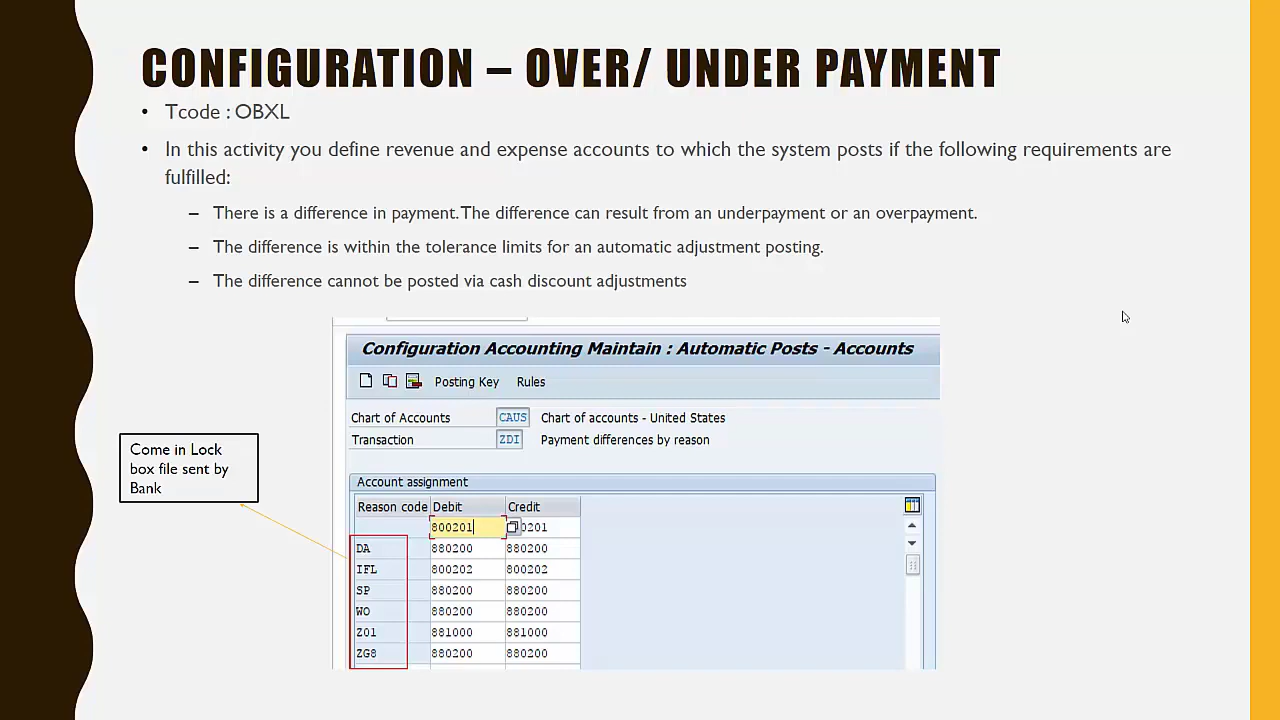 CONFIGURATION – OVER/ UNDER PAYMENT
• Tcode : OBXL
• In this activity you define revenue and expense accounts to which the system posts if the following requirements are
fulfilled:
– There is a difference in payment. The difference can result from an underpayment or an overpayment.
– The difference is within the tolerance limits for an automatic adjustment posting.
– The difference cannot be posted via cash discount adjustments
Configuration Accounting Maintain : Automatic Posts - Accounts
Posting Key Rules
Chart of Accounts CAUS Chart of accounts - United States
Transaction ZDI Payment differences by reason
Come in Lock
box file sent by
Bank
Account assignment
Reason code Debit Credit
800201 0201
DA 880200 880200
IFL 800202 800202
SP 880200 880200
WO 880200 880200
Z01 881000 881000
ZG8 880200 880200